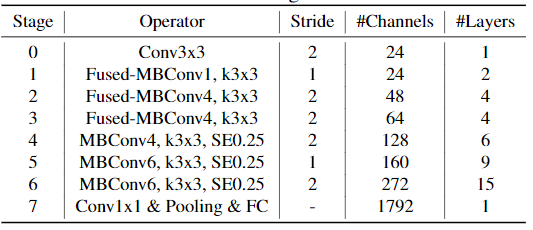 Stage Operator Stride #Channels #Layers
0 Conv3x3 2 24 1
1 Fused-MBConv1, k3x3 1 24 2
2 Fused-MBConv4, k3x3 2 48 4
3 Fused-MBConv4, k3x3 2 64 4
4 MBConv4, k3x3, SE0.25 2 128 6
5 MBConv6, k3x3, SE0.25 1 160 9
6 MBConv6, k3x3, SE0.25 2 272 15
7 Conv1x1 & Pooling & FC - 1792 1